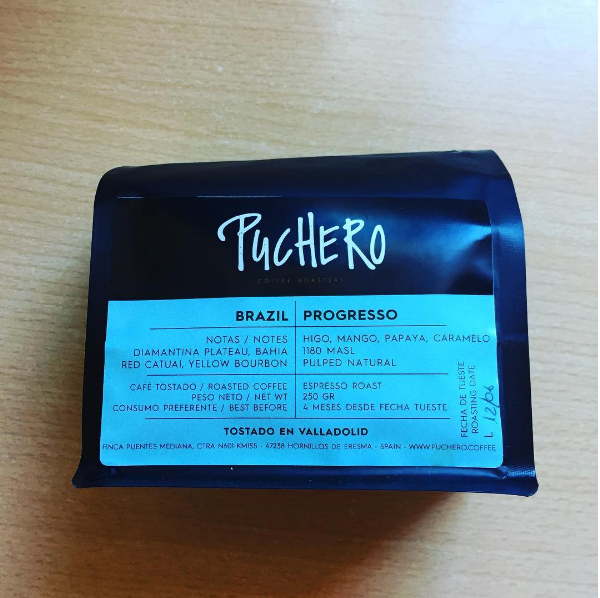 PUCHERO
COFFEE ROASTERS
BRAZIL PROGRESSO
NOTAS / NOTES HIGO, MANGO, PAPAYA, CARAMELO
DIAMANTINA PLATEAU, BAHIA 1180 MASL
RED CATUAI, YELLOW BOURBON PULPED NATURAL
CAFÉ TOSTADO / ROASTED COFFEE ESPRESSO ROAST
PESO NETO / NET WT 250 GR
CONSUMO PREFERENTE / BEST BEFORE 4 MESES DESDE FECHA TUESTE
TOSTADO EN VALLADOLID
FINCA PUENTES MEDIANA, CTRA N601 KM155 - 47238 HORNILLOS DE ERESMA - SPAIN - WWW.PUCHERO.COFFEE
FECHA DE TUESTE
ROASTING DATE
L 12/06